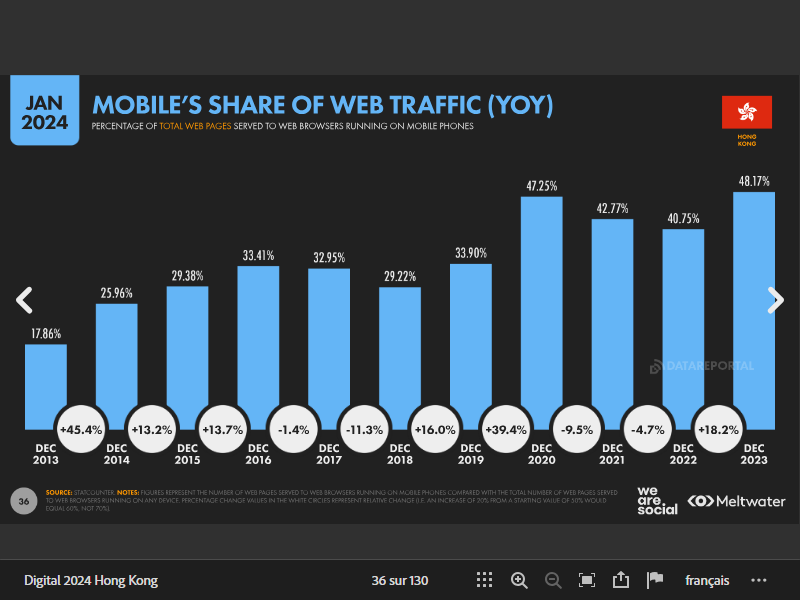 JAN
2024
MOBILE'S SHARE OF WEB TRAFFIC (YOY)
PERCENTAGE OF TOTAL WEB PAGES SERVED TO WEB BROWSERS RUNNING ON MOBILE PHONES
HONG
KONG
17.86%
25.96%
29.38%
33.41%
32.95%
29.22%
33.90%
47.25%
42.77%
40.75%
48.17%
DATAREPORTAL
+45.4%
+13.2%
+13.7%
-1.4%
-11.3%
+16.0%
+39.4%
-9.5%
-4.7%
+18.2%
DEC
2013
DEC
2014
DEC
2015
DEC
2016
DEC
2017
DEC
2018
DEC
2019
DEC
2020
DEC
2021
DEC
2022
DEC
2023
36
SOURCE: STATCOUNTER. NOTES: FIGURES REPRESENT THE NUMBER OF WEB PAGES SERVED TO WEB BROWSERS RUNNING ON MOBILE PHONES COMPARED WITH THE TOTAL NUMBER OF WEB PAGES SERVED
TO WEB BROWSERS RUNNING ON ANY DEVICE. PERCENTAGE CHANGE VALUES IN THE WHITE CIRCLES REPRESENT RELATIVE CHANGE (I.E. AN INCREASE OF 20% FROM A STARTING VALUE OF 50% WOULD
EQUAL 60%, NOT 70%).
we
are.
social
Meltwater
Digital 2024 Hong Kong
36 sur 130
français